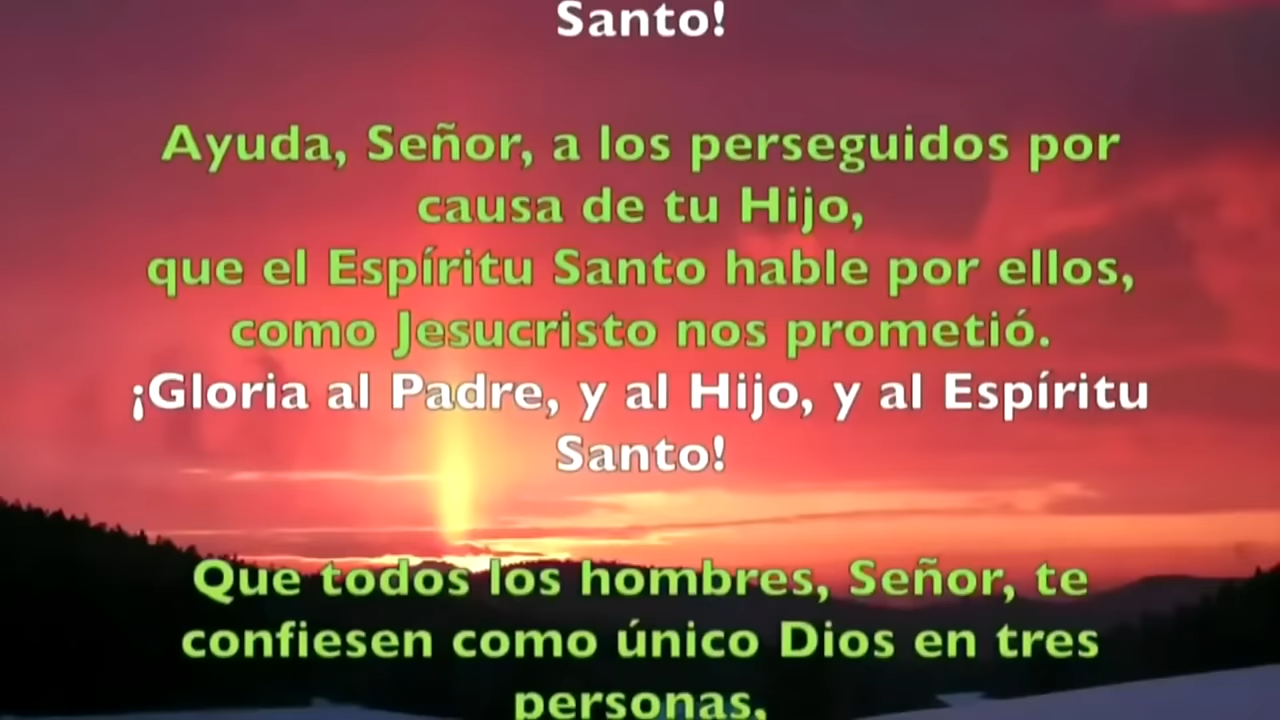 Santo!
Ayuda, Señor, a los perseguidos por
causa de tu Hijo,
que el Espíritu Santo hable por ellos,
como Jesucristo nos prometió.
¡Gloria al Padre, y al Hijo, y al Espíritu
Santo!
Que todos los hombres, Señor, te
confiesen como único Dios en tres
personas,